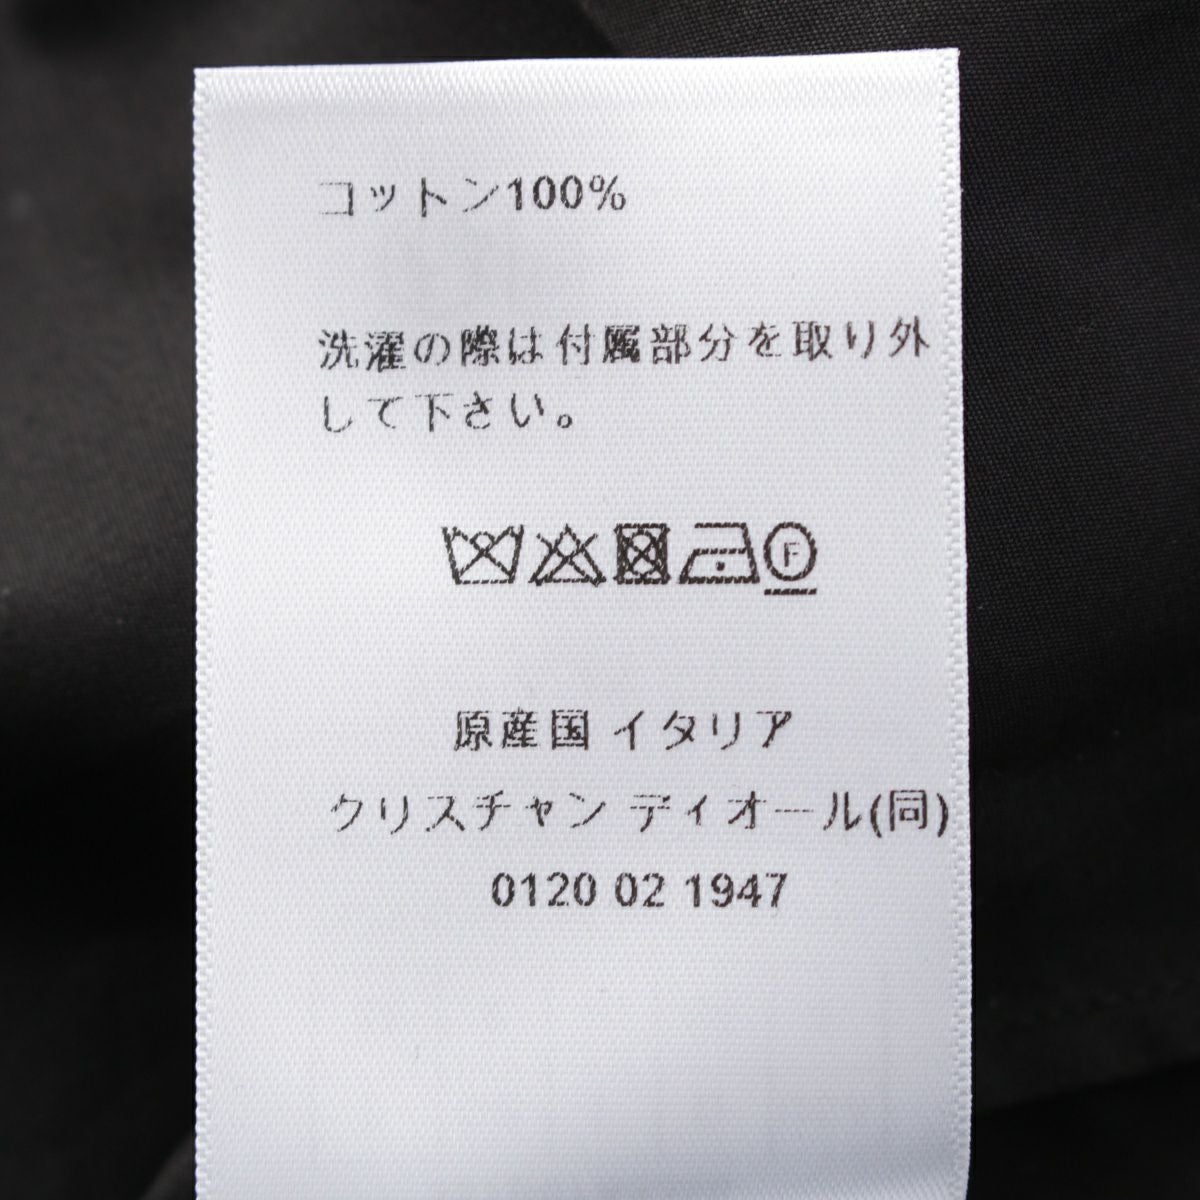 コットン100%
洗濯の際は付属部分を取り外
して下さい。
F
原産国 イタリア
クリスチャン ディオール(同)
0120 02 1947